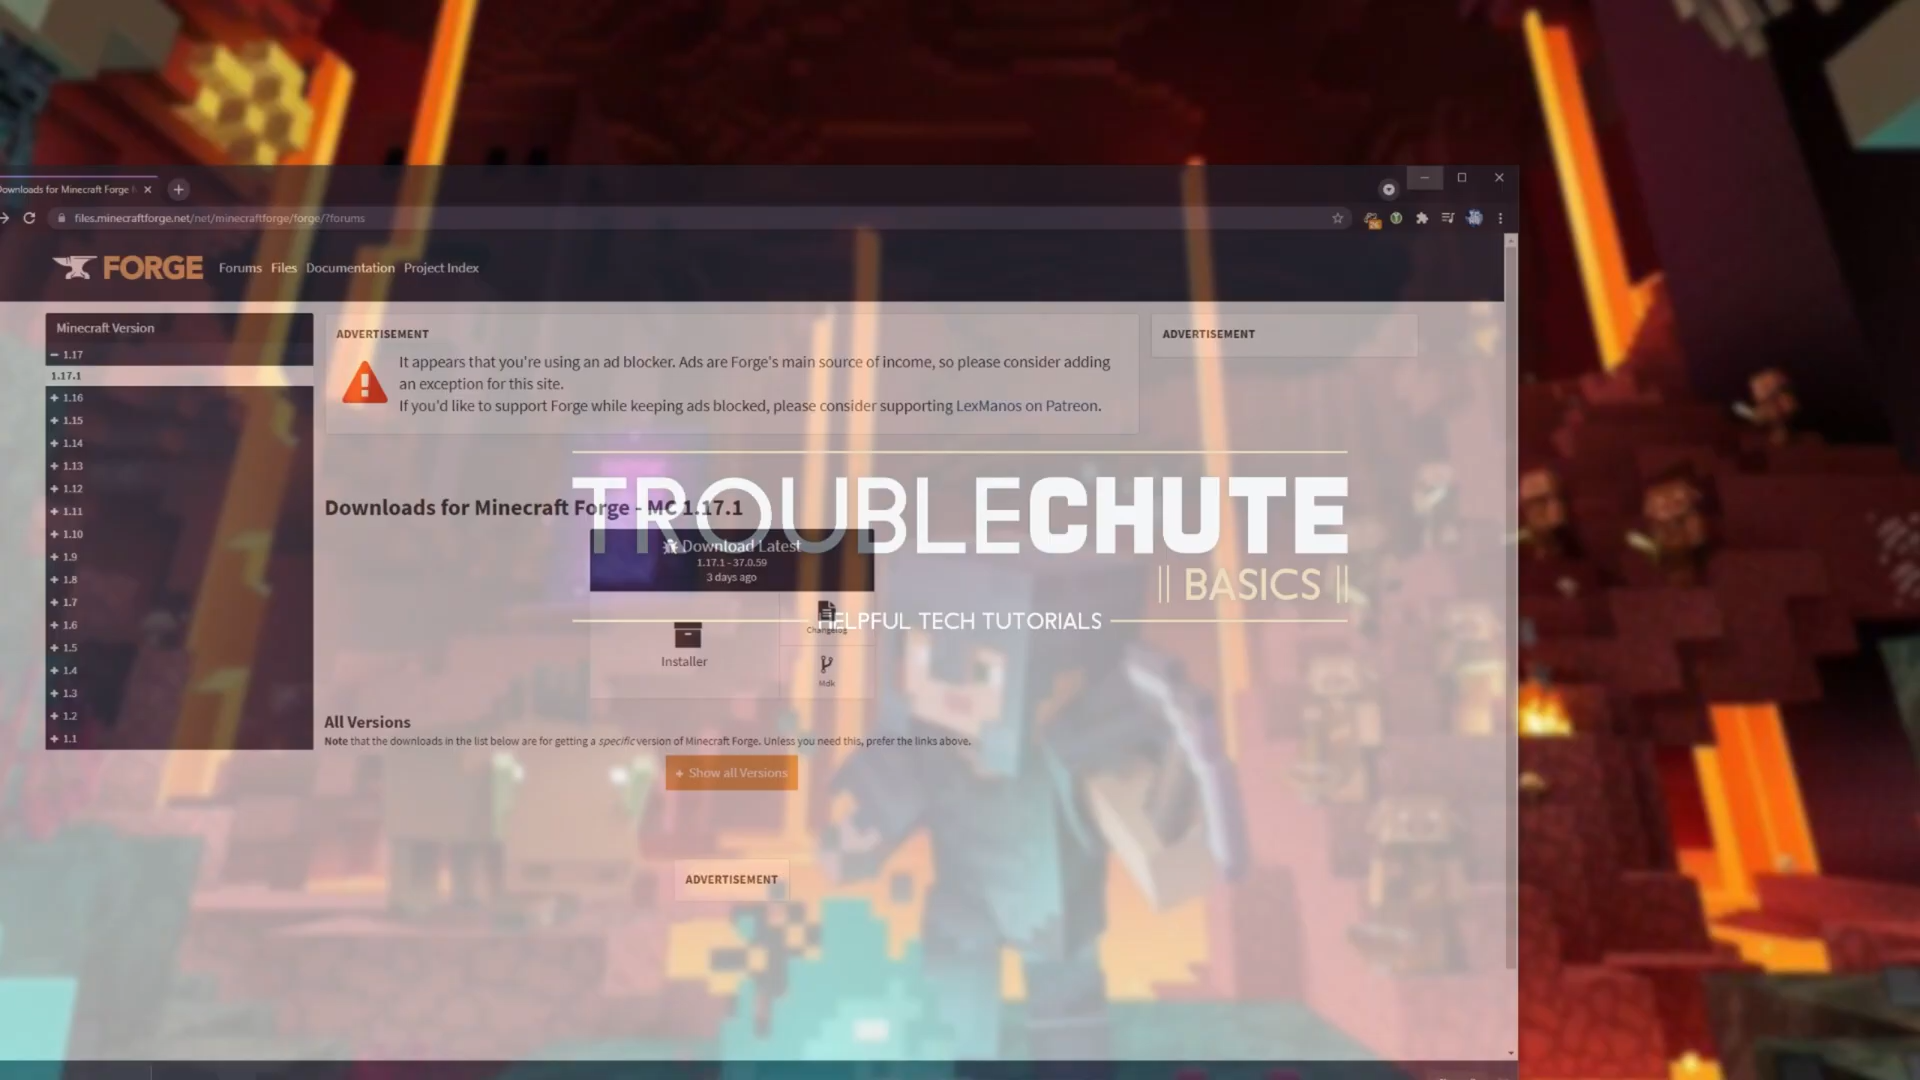 Downloads for Minecraft Forge
files.minecraftforge.net/net/minecraftforge/forge/?forums
FORGE Forums Files Documentation Project Index
Minecraft Version
1.17
1.17.1
1.16
1.15
1.14
1.13
1.12
1.11
1.10
1.9
1.8
1.7
1.6
1.5
1.4
1.3
1.2
1.1
ADVERTISEMENT
It appears that you're using an ad blocker. Ads are Forge's main source of income, so please consider adding
an exception for this site.
If you'd like to support Forge while keeping ads blocked, please consider supporting LexManos on Patreon.
ADVERTISEMENT
Downloads for Minecraft Forge - MC 1.17.1
Download Latest
1.17.1 - 37.0.59
3 days ago
Installer
Changelog
Mdk
TROUBLECHUTE
|| BASICS ||
HELPFUL TECH TUTORIALS
All Versions
Note that the downloads in the list below are for getting a specific version of Minecraft Forge. Unless you need this, prefer the links above.
+ Show all Versions
ADVERTISEMENT